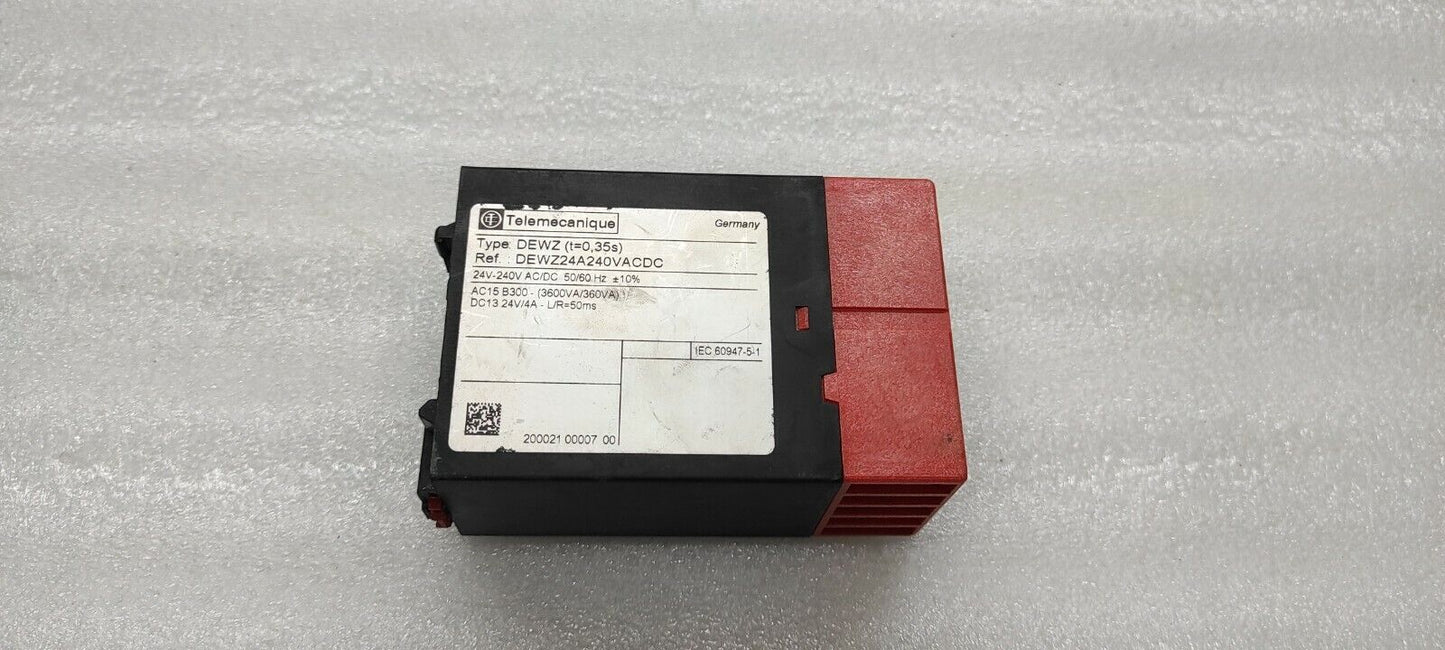 Telemecanique
Germany
Type: DEWZ (t=0,35s)
Ref. : DEWZ24A240VACDC
24V-240V AC/DC 50/60 Hz ±10%
AC15 B300 - (3600VA/360VA)
DC13 24V/4A - L/R=50ms
IEC 60947-5-1
200021 00007 00